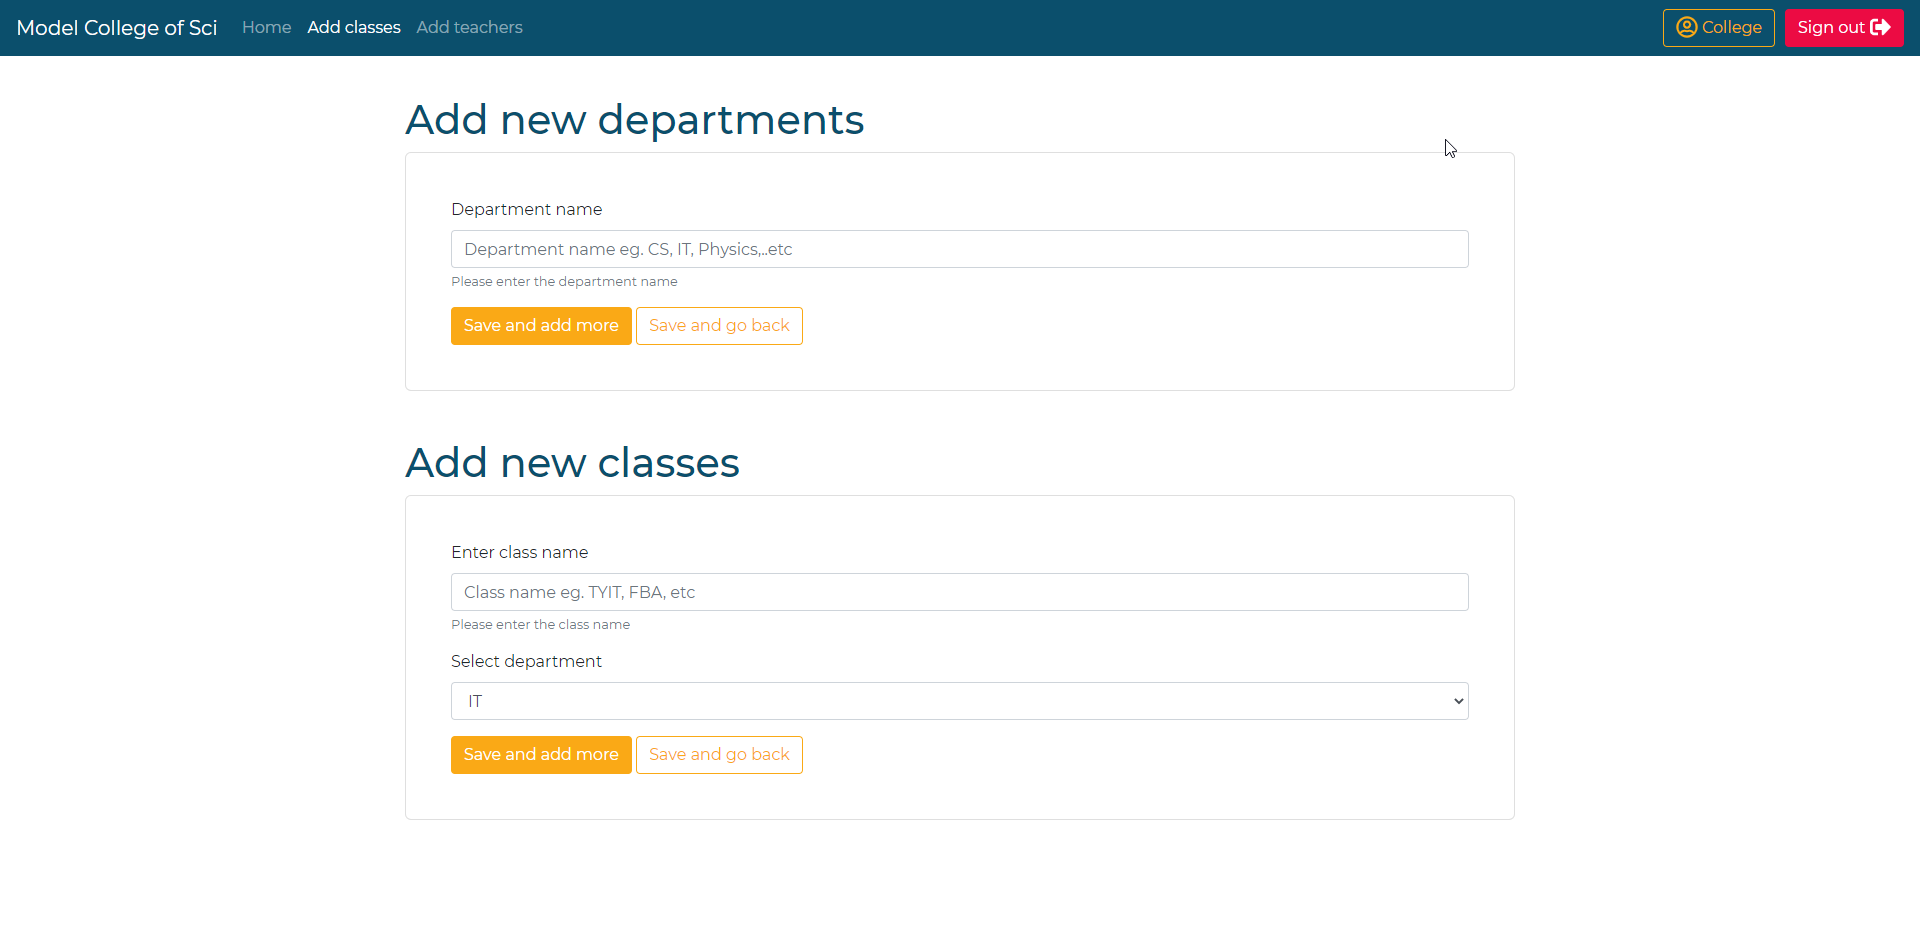 Model College of Sci Home Add classes Add teachers College Sign out
Add new departments
Department name
Department name eg. CS, IT, Physics,..etc
Please enter the department name
Save and add more Save and go back
Add new classes
Enter class name
Class name eg. TYIT, FBA, etc
Please enter the class name
Select department
IT
Save and add more Save and go back